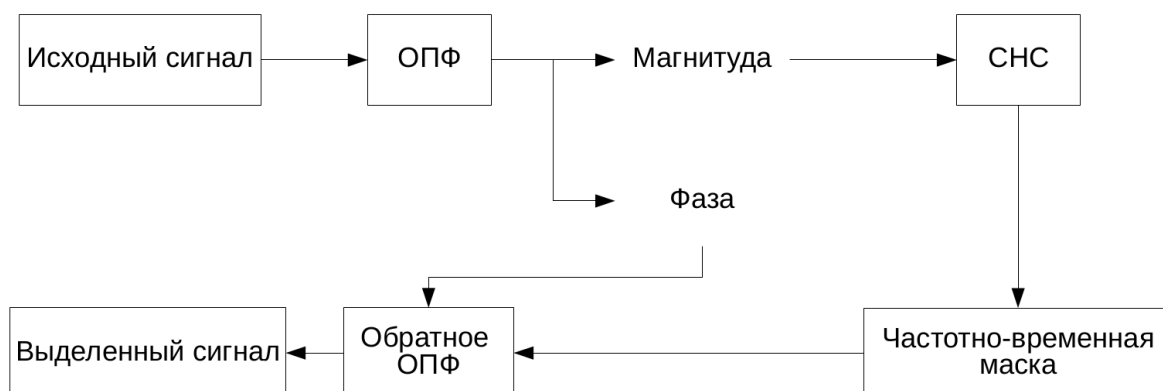 Исходный сигнал
ОПФ
Магнитуда
СНС
Фаза
Выделенный сигнал
Обратное
ОПФ
Частотно-временная
маска